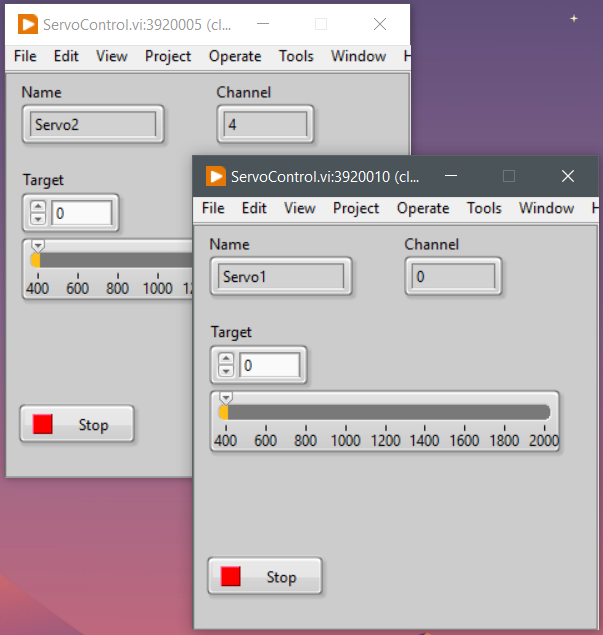 ServoControl.vi:3920005 (cl...
File Edit View Project Operate Tools Window H
Name Channel
Servo2 4
Target
0
400 600 800 1000 12
Stop
ServoControl.vi:3920010 (cl...
File Edit View Project Operate Tools Window H
Name Channel
Servo1 0
Target
0
400 600 800 1000 1200 1400 1600 1800 2000
Stop